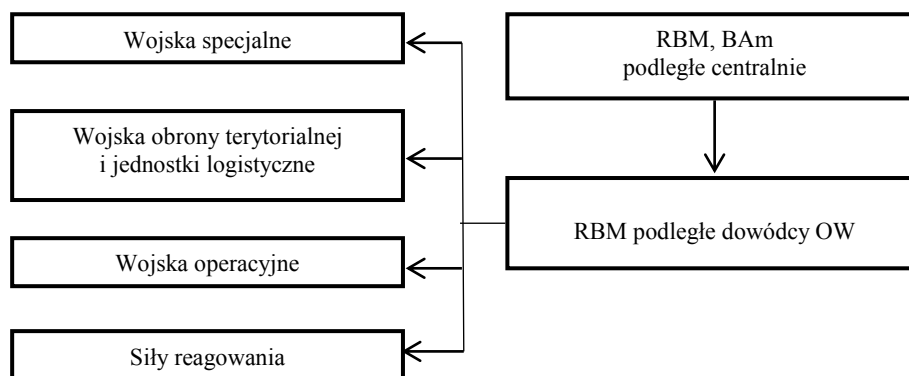 Wojska specjalne
Wojska obrony terytorialnej
i jednostki logistyczne
Wojska operacyjne
Siły reagowania
RBM, BAm
podległe centralnie
RBM podległe dowódcy OW